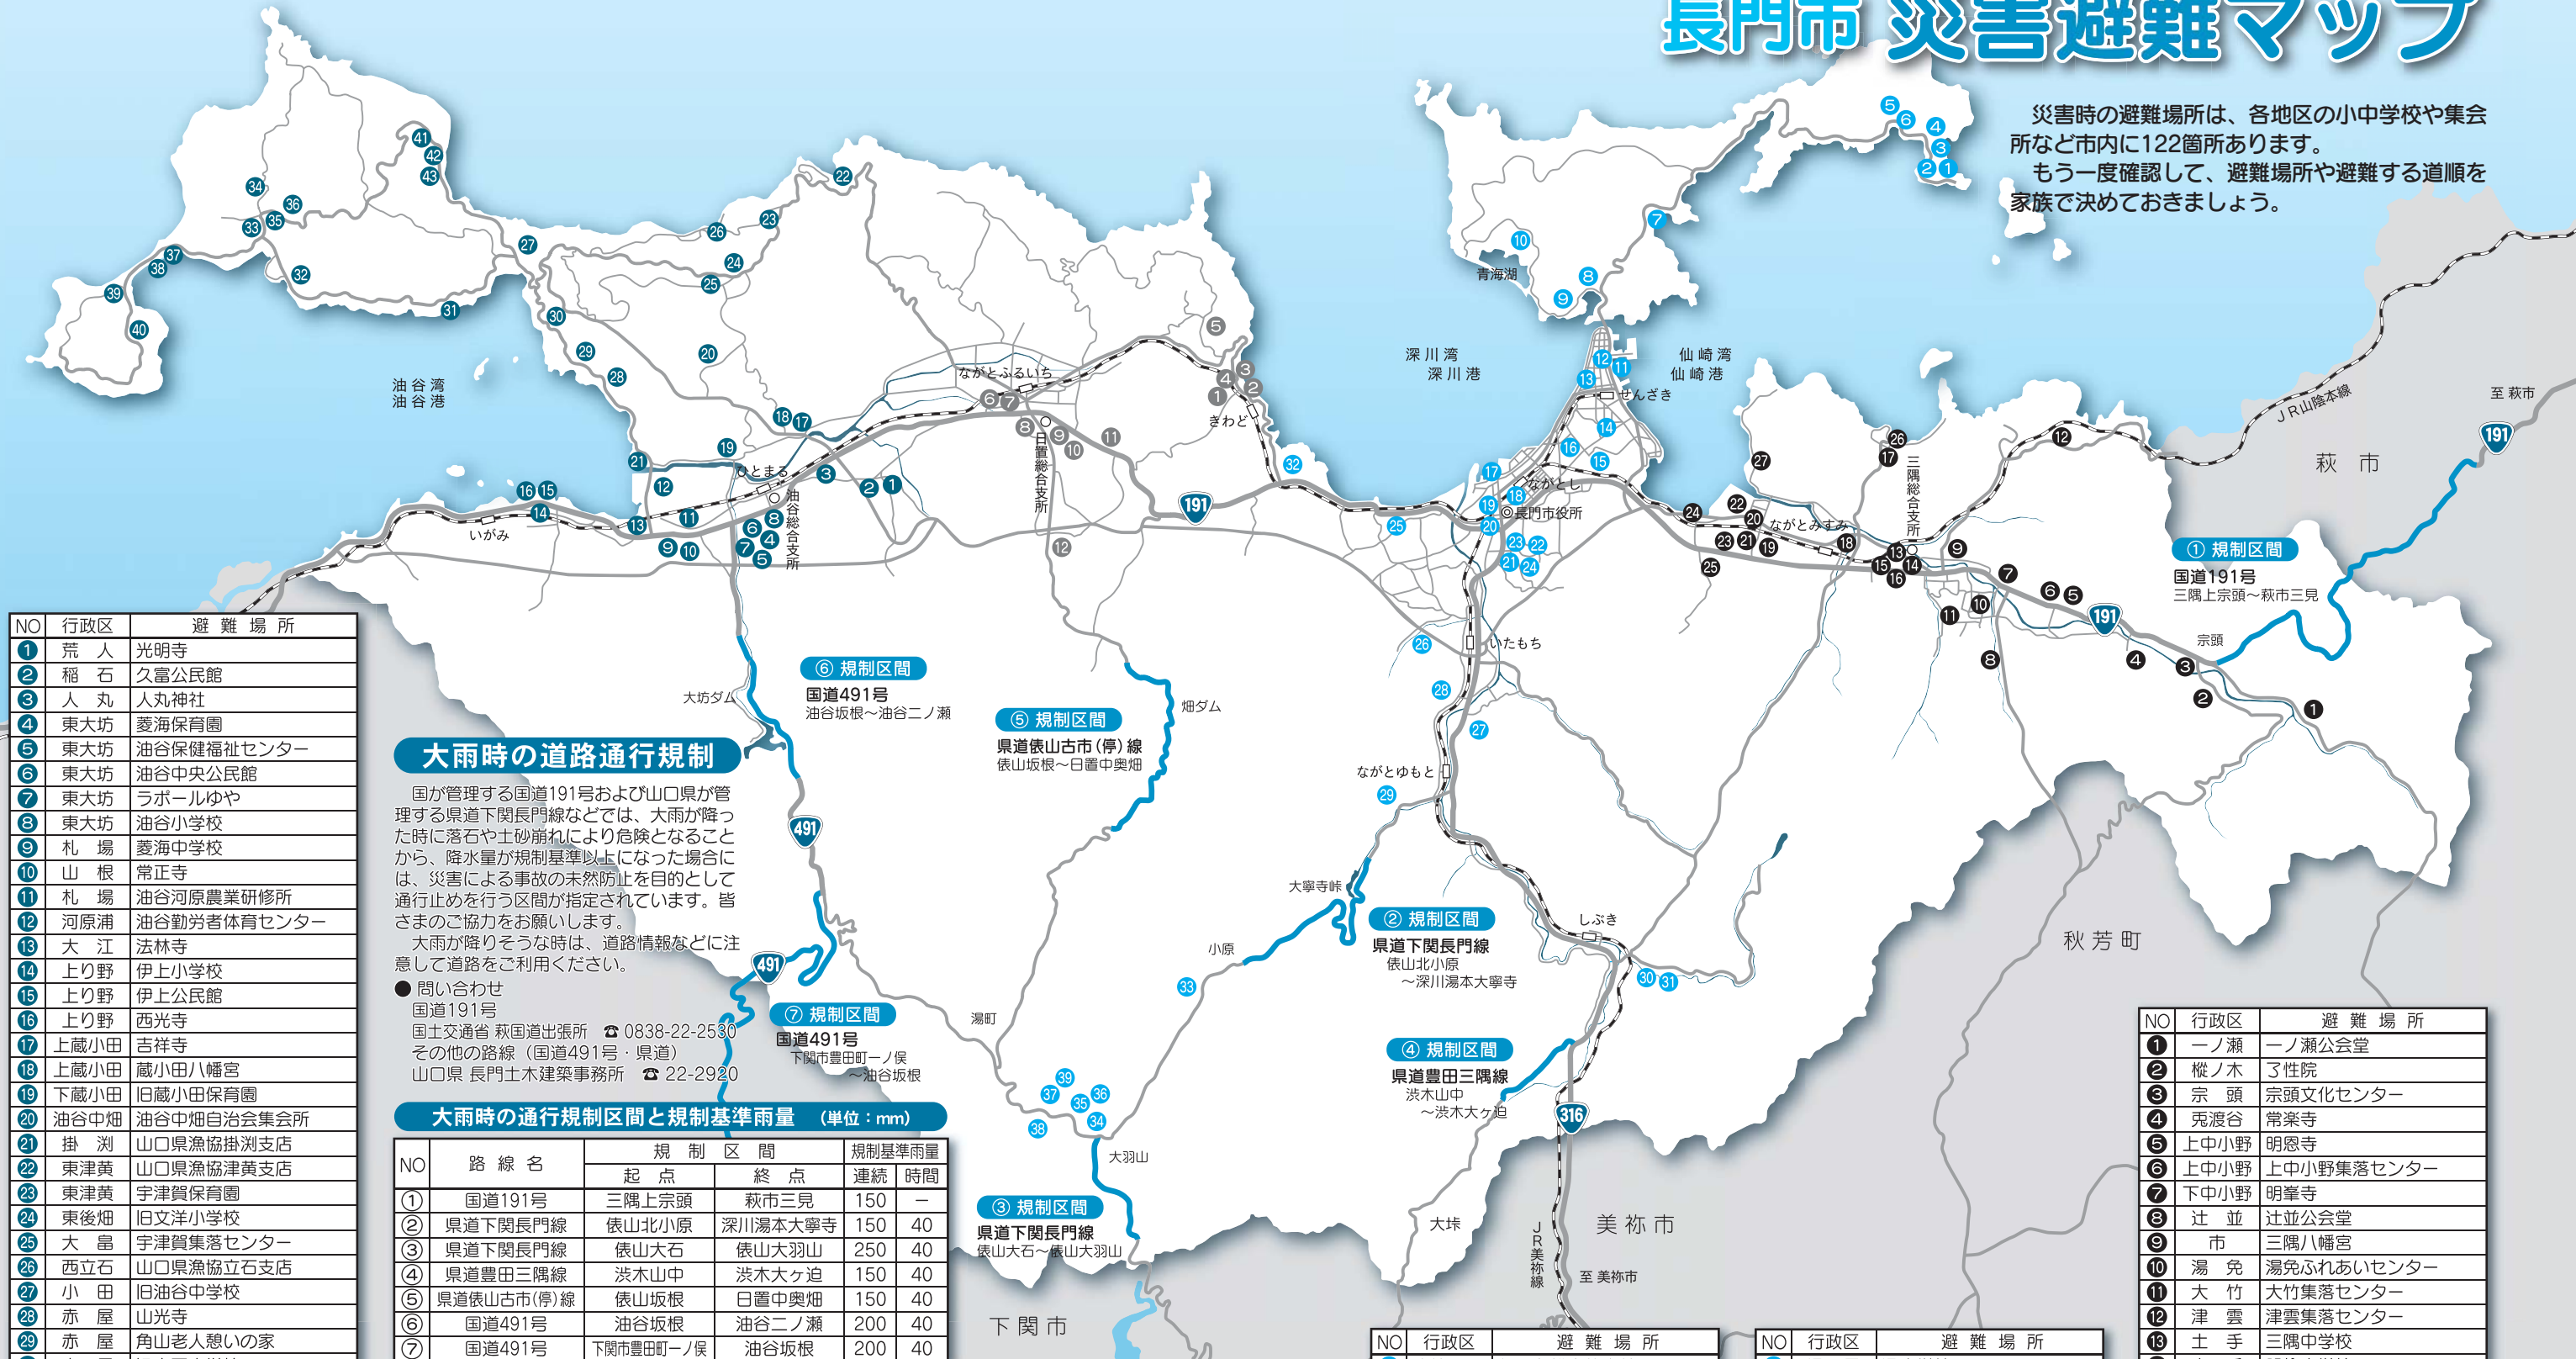 長門市 災害避難マップ
災害時の避難場所は、各地区の小中学校や集会
所など市内に122箇所あります。
もう一度確認して、避難場所や避難する道順を
家族で決めておきましょう。
青海湖
深川湾
深川港
仙崎湾
仙崎港
油谷湾
油谷港
ながとふるいち
きわど
せんざき
ひとまる
いがみ
日置総合支所
油谷総合支所
ながとし
◎長門市役所
ながとみすみ
三隅総合支所
いたもち
ながとゆもと
しぶき
JR山陰本線
至 萩市
萩市
191
191
191
宗頭
① 規制区間
国道191号
三隅上宗頭～萩市三見
大坊ダム
⑥ 規制区間
国道491号
油谷坂根～油谷二ノ瀬
⑤ 規制区間
県道俵山古市(停)線
俵山坂根～日置中奥畑
畑ダム
491
491
大寧寺峠
小原
② 規制区間
県道下関長門線
俵山北小原
～深川湯本大寧寺
⑦ 規制区間
国道491号
下関市豊田町一ノ俣
～油谷坂根
湯町
④ 規制区間
県道豊田三隅線
渋木山中
～渋木大ヶ迫
316
大羽山
③ 規制区間
県道下関長門線
俵山大石～俵山大羽山
大垰
JR美祢線
美祢市
至 美祢市
下関市
秋芳町
大雨時の道路通行規制
国が管理する国道191号および山口県が管
理する県道下関長門線などでは、大雨が降っ
た時に落石や土砂崩れにより危険となること
から、降水量が規制基準以上になった場合に
は、災害による事故の未然防止を目的として
通行止めを行う区間が指定されています。皆
さまのご協力をお願いします。
大雨が降りそうな時は、道路情報などに注
意して道路をご利用ください。
● 問い合わせ
国道191号
国土交通省 萩国道出張所 ☎ 0838-22-2530
その他の路線（国道491号・県道）
山口県 長門土木建築事務所 ☎ 22-2920
大雨時の通行規制区間と規制基準雨量 （単位：mm）
NO 路線名 規制区間 規制基準雨量
起点 終点 連続 時間
① 国道191号 三隅上宗頭 萩市三見 150 －
② 県道下関長門線 俵山北小原 深川湯本大寧寺 150 40
③ 県道下関長門線 俵山大石 俵山大羽山 250 40
④ 県道豊田三隅線 渋木山中 渋木大ヶ迫 150 40
⑤ 県道俵山古市(停)線 俵山坂根 日置中奥畑 150 40
⑥ 国道491号 油谷坂根 油谷二ノ瀬 200 40
⑦ 国道491号 下関市豊田町一ノ俣 油谷坂根 200 40
NO 行政区 避難場所
1 荒人 光明寺
2 稲石 久富公民館
3 人丸 人丸神社
4 東大坊 菱海保育園
5 東大坊 油谷保健福祉センター
6 東大坊 油谷中央公民館
7 東大坊 ラポールゆや
8 東大坊 油谷小学校
9 札場 菱海中学校
10 山根 常正寺
11 札場 油谷河原農業研修所
12 河原浦 油谷勤労者体育センター
13 大江 法林寺
14 上り野 伊上小学校
15 上り野 伊上公民館
16 上り野 西光寺
17 上蔵小田 吉祥寺
18 上蔵小田 蔵小田八幡宮
19 下蔵小田 旧蔵小田保育園
20 油谷中畑 油谷中畑自治会集会所
21 掛渕 山口県漁協掛渕支店
22 東津黄 山口県漁協津黄支店
23 東津黄 宇津賀保育園
24 東後畑 旧文洋小学校
25 大畠 宇津賀集落センター
26 西立石 山口県漁協立石支店
27 小田 旧油谷中学校
28 赤屋 山光寺
29 赤屋 角山老人憩いの家
NO 行政区 避難場所
1 一ノ瀬 一ノ瀬公会堂
2 樅ノ木 了性院
3 宗頭 宗頭文化センター
4 兎渡谷 常楽寺
5 上中小野 明恩寺
6 上中小野 上中小野集落センター
7 下中小野 明峯寺
8 辻並 辻並公会堂
9 市 三隅八幡宮
10 湯免 湯免ふれあいセンター
11 大竹 大竹集落センター
12 津雲 津雲集落センター
13 土手 三隅中学校
NO 行政区 避難場所
NO 行政区 避難場所